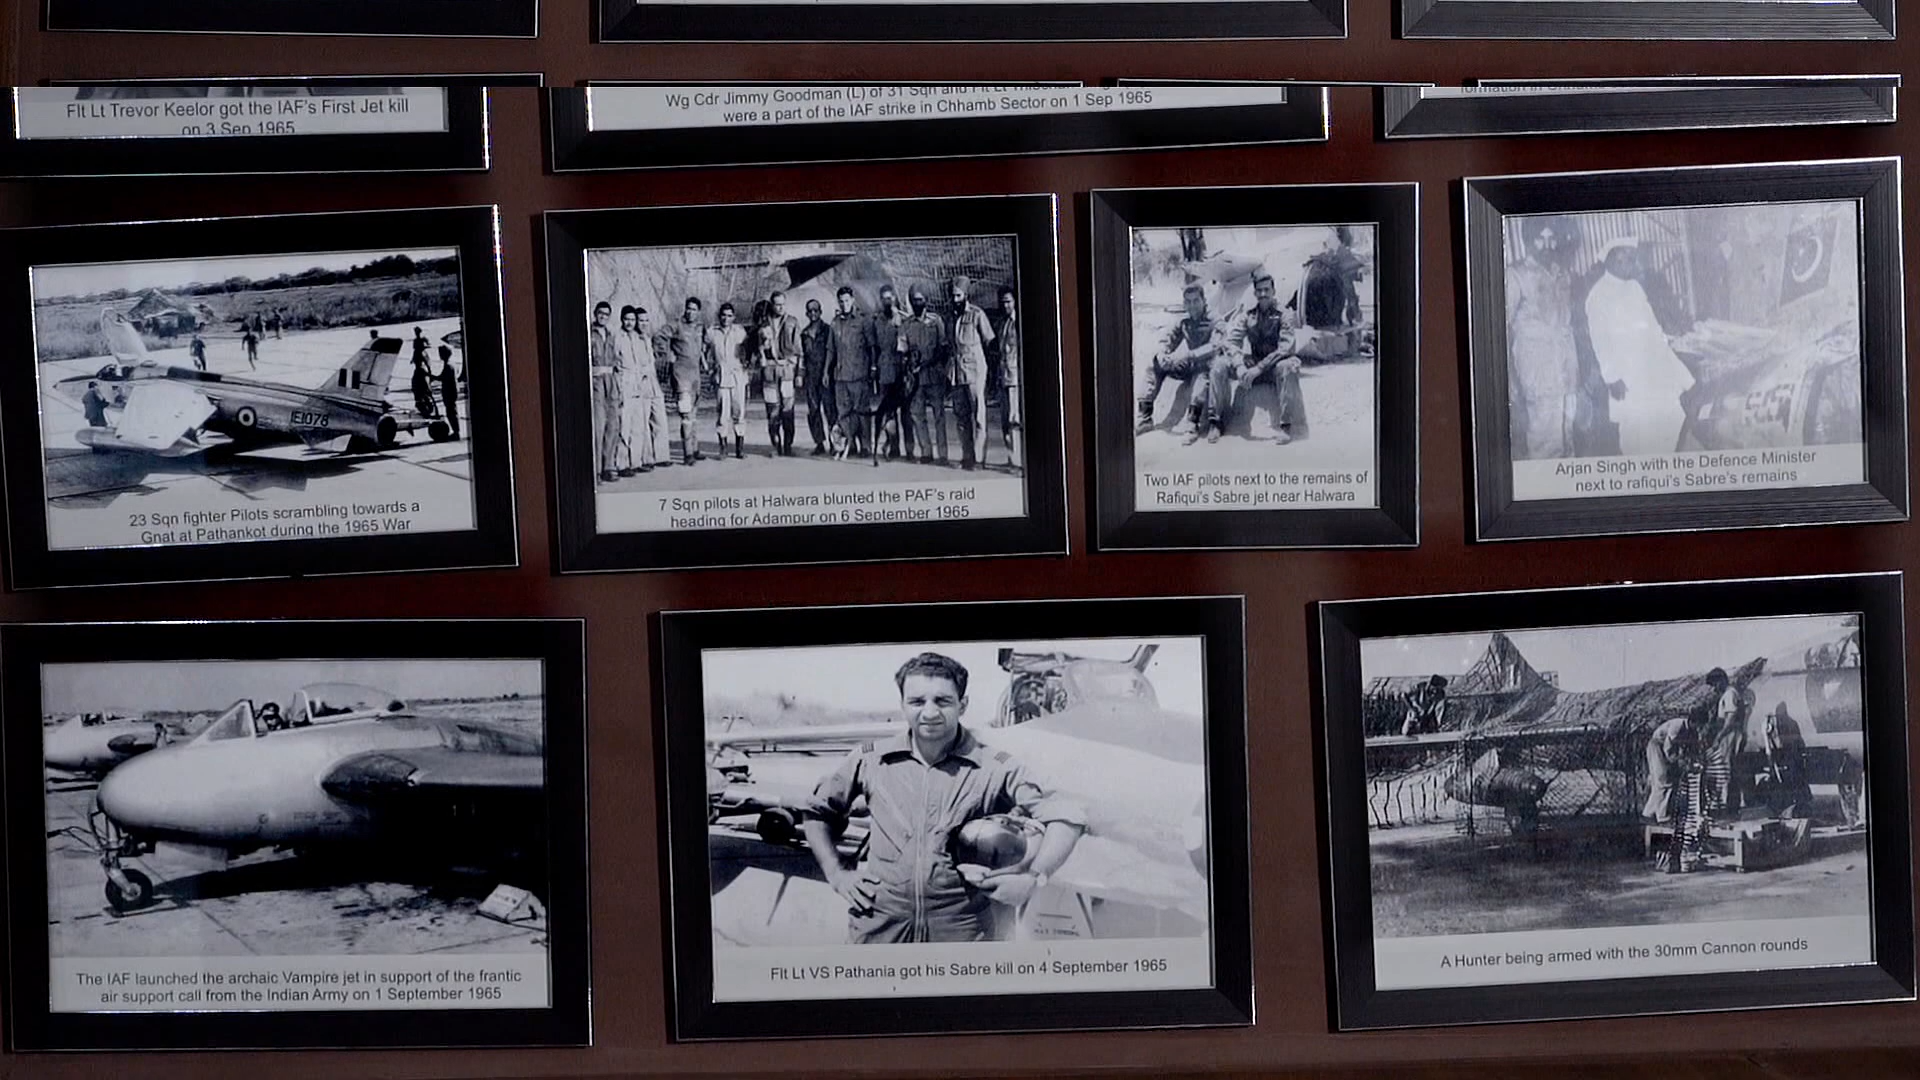 Flt Lt Trevor Keelor got the IAF's First Jet kill
on 3 Sep 1965
Wg Cdr Jimmy Goodman (L) of 31 Sqn and Flt Lt
were a part of the IAF strike in Chhamb Sector on 1 Sep 1965
formation in Chhamb
IE1078
23 Sqn fighter Pilots scrambling towards a
Gnat at Pathankot during the 1965 War
7 Sqn pilots at Halwara blunted the PAF's raid
heading for Adampur on 6 September 1965
Two IAF pilots next to the remains of
Rafiqui's Sabre jet near Halwara
Arjan Singh with the Defence Minister
next to rafiqui's Sabre's remains
The IAF launched the archaic Vampire jet in support of the frantic
air support call from the Indian Army on 1 September 1965
Flt Lt VS Pathania got his Sabre kill on 4 September 1965
A Hunter being armed with the 30mm Cannon rounds